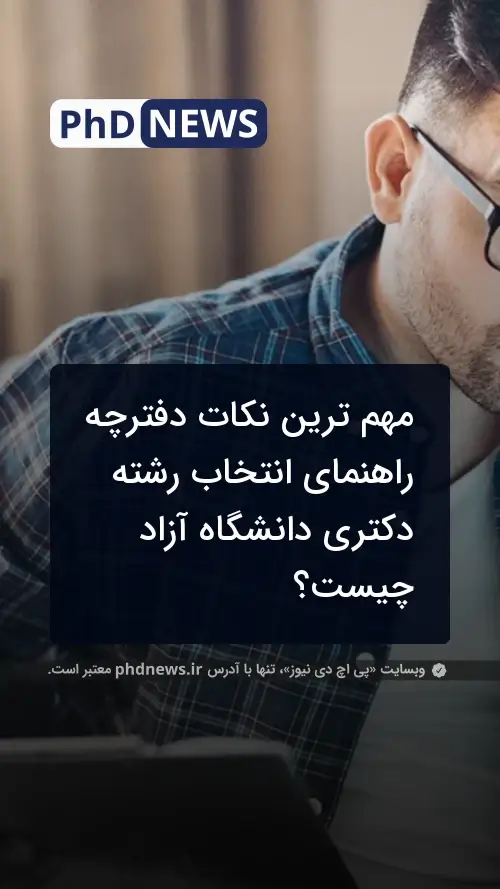 PhD NEWS
مهم ترین نکات دفترچه
راهنمای انتخاب رشته
دکتری دانشگاه آزاد
چیست؟
وبسایت «پی اچ دی نیوز»، تنها با آدرس phdnews.ir معتبر است.